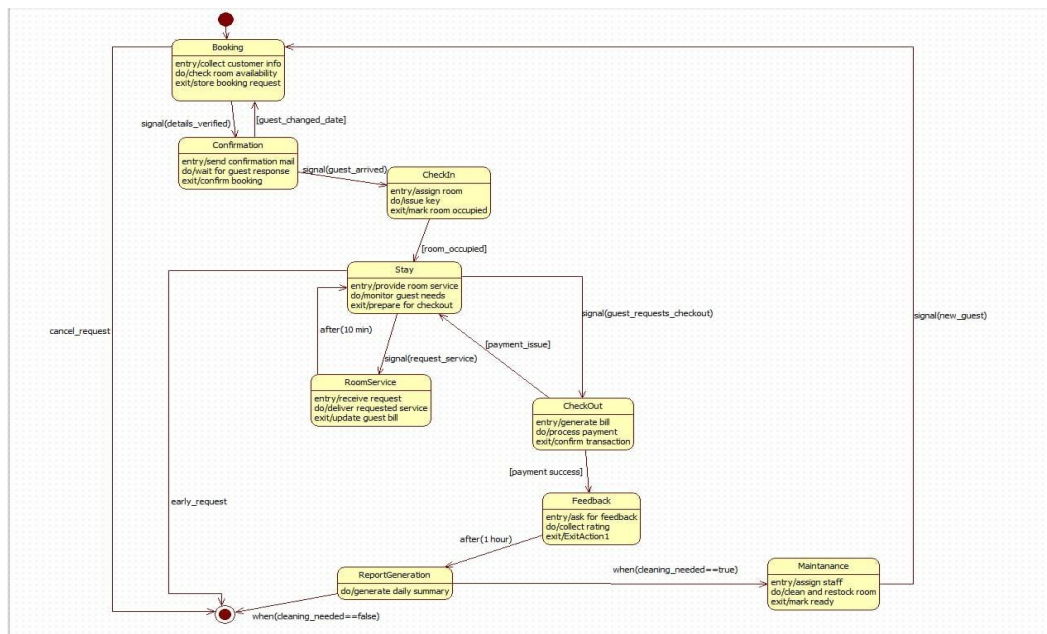 Booking
entry/collect customer info
do/check room availability
exit/store booking request
signal(details_verified)
[guest_changed_date]
Confirmation
entry/send confirmation mail
do/wait for guest response
exit/confirm booking
signal(guest_arrived)
CheckIn
entry/assign room
do/issue key
exit/mark room occupied
[room_occupied]
Stay
entry/provide room service
do/monitor guest needs
exit/prepare for checkout
cancel_request
after(10 min)
signal(guest_requests_checkout)
signal(new_guest)
[payment_issue]
signal(request_service)
RoomService
entry/receive request
do/deliver requested service
exit/update guest bill
CheckOut
entry/generate bill
do/process payment
exit/confirm transaction
[payment success]
early_request
Feedback
entry/ask for feedback
do/collect rating
exit/ExitAction1
after(1 hour)
ReportGeneration
do/generate daily summary
when(cleaning_needed==true)
Maintanance
entry/assign staff
do/clean and restock room
exit/mark ready
when(cleaning_needed==false)